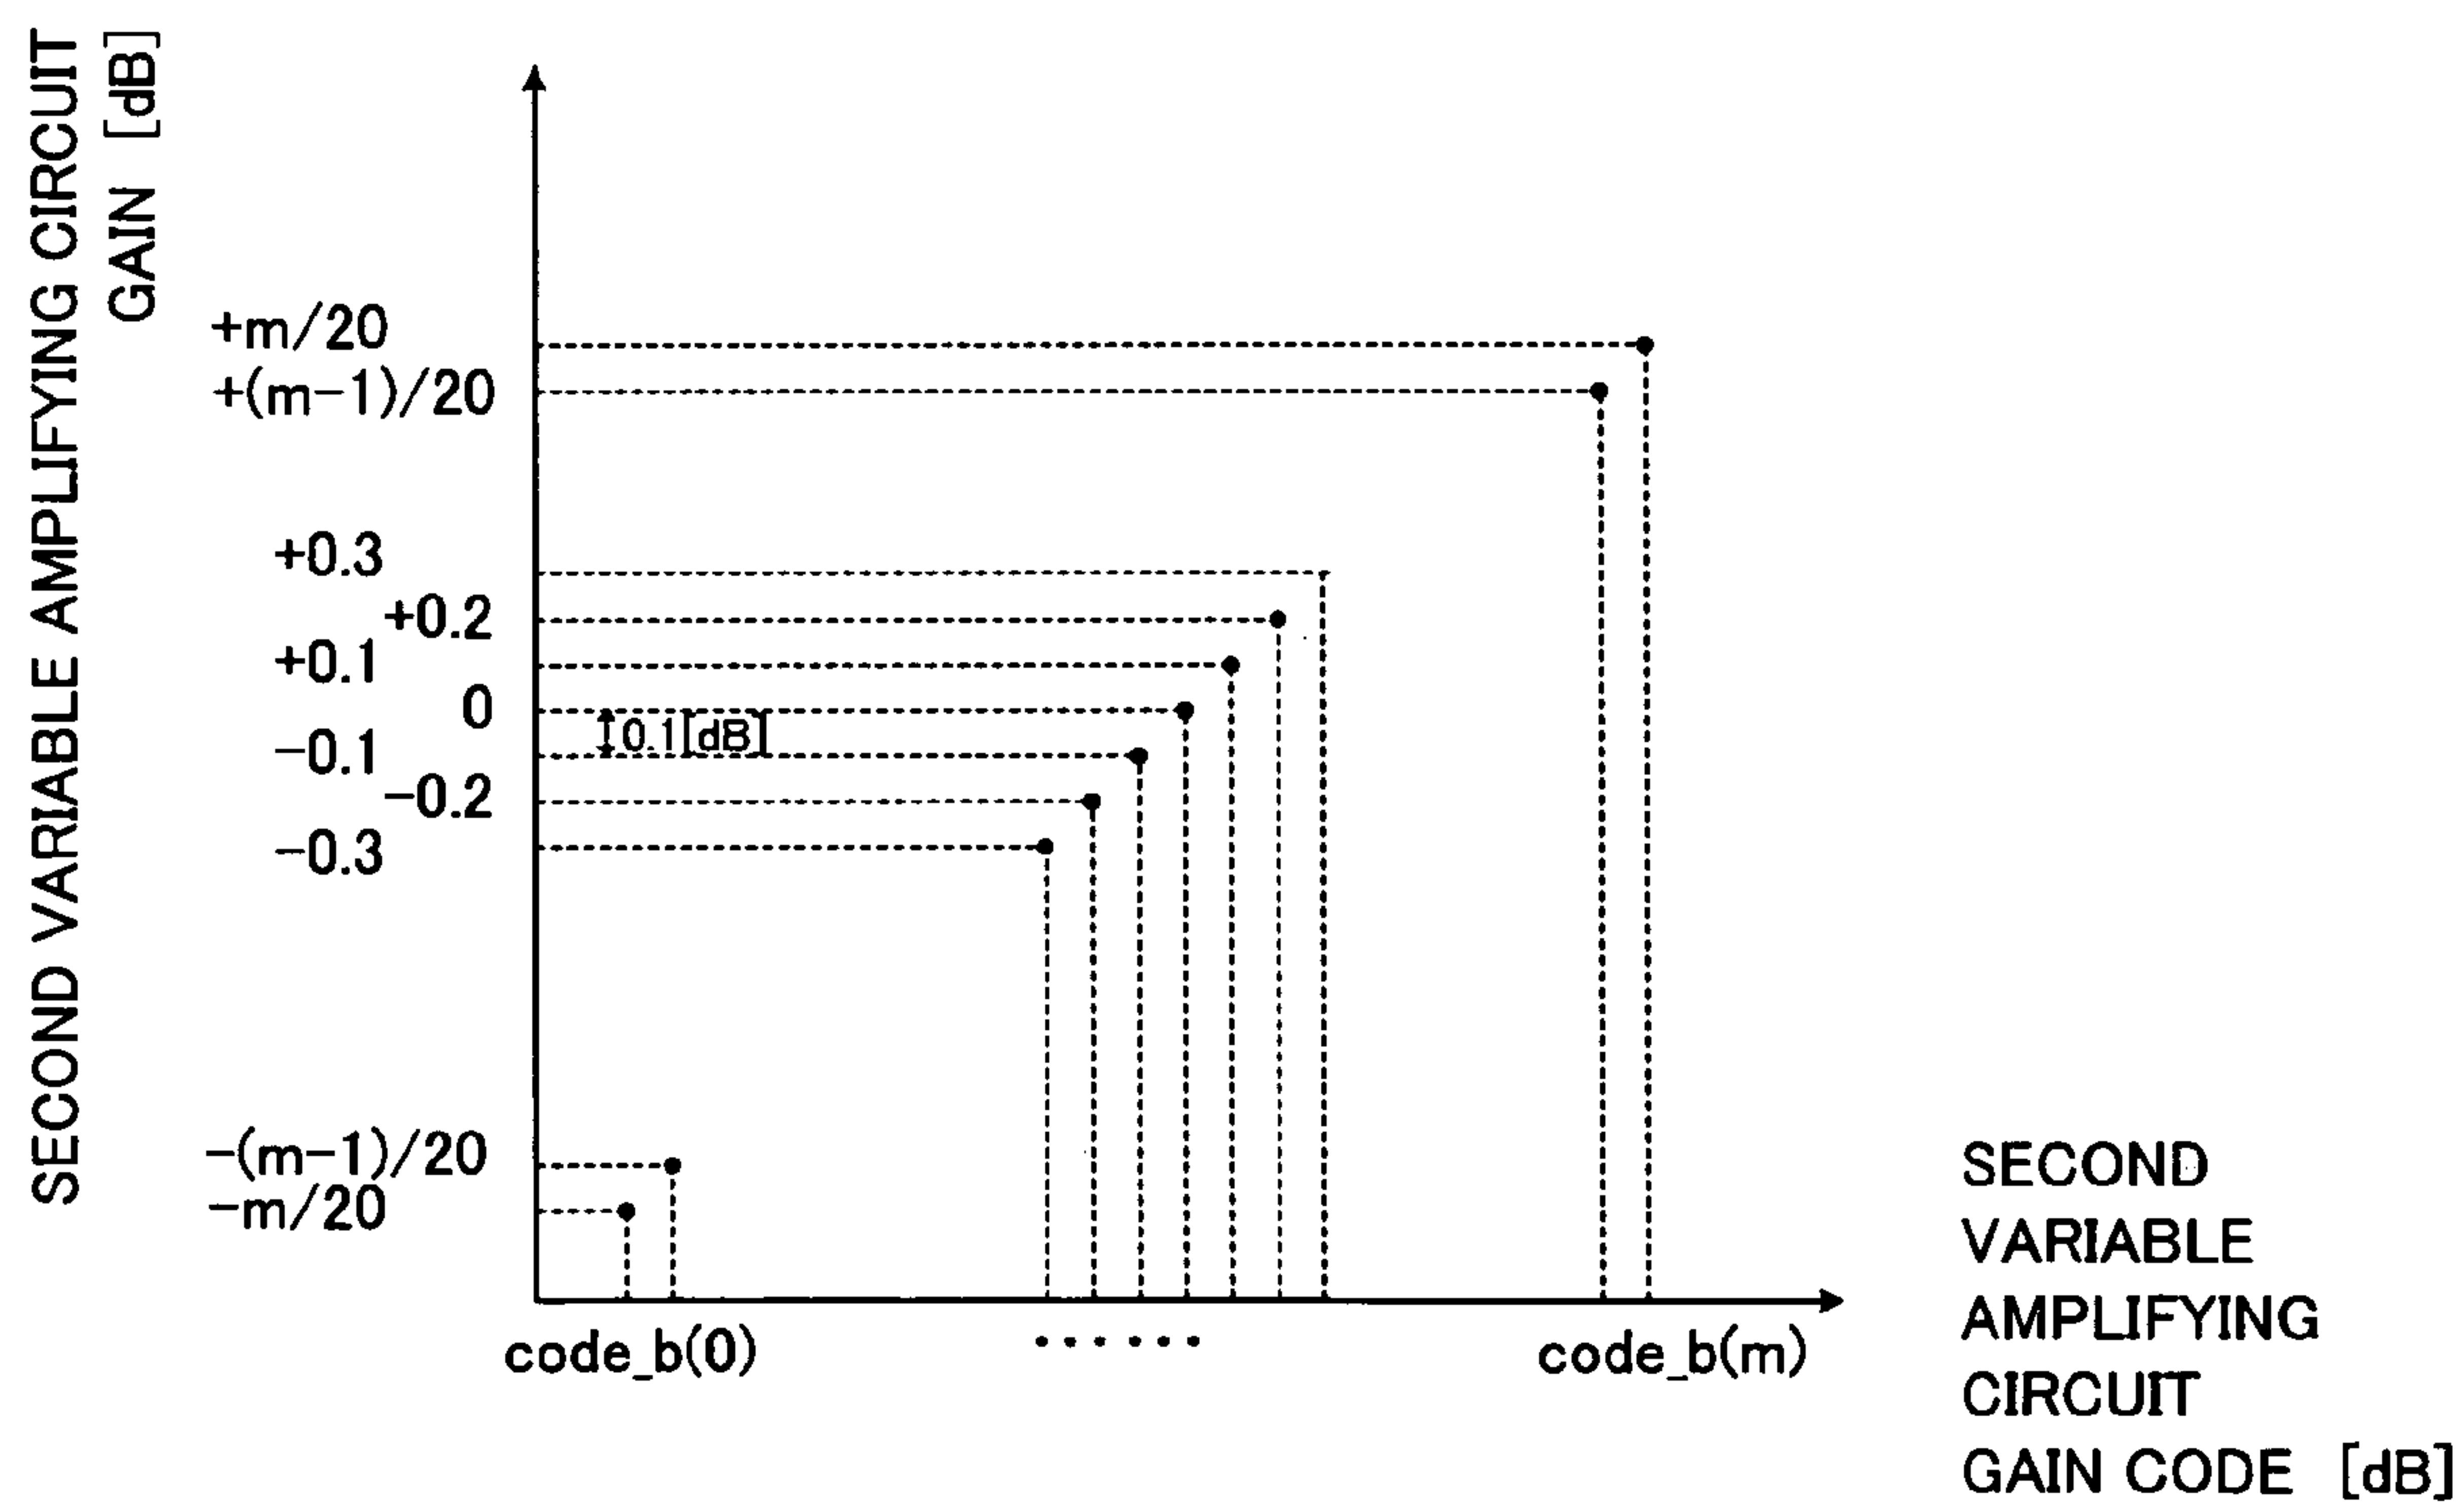 SECOND VARIABLE AMPLIFYING CIRCUIT
GAIN [dB]
+m/20
+(m-1)/20
+0.3
+0.2
+0.1
0
0.1[dB]
-0.1
-0.2
-0.3
-(m-1)/20
-m/20
code_b(0)
......
code_b(m)
SECOND
VARIABLE
AMPLIFYING
CIRCUIT
GAIN CODE [dB]